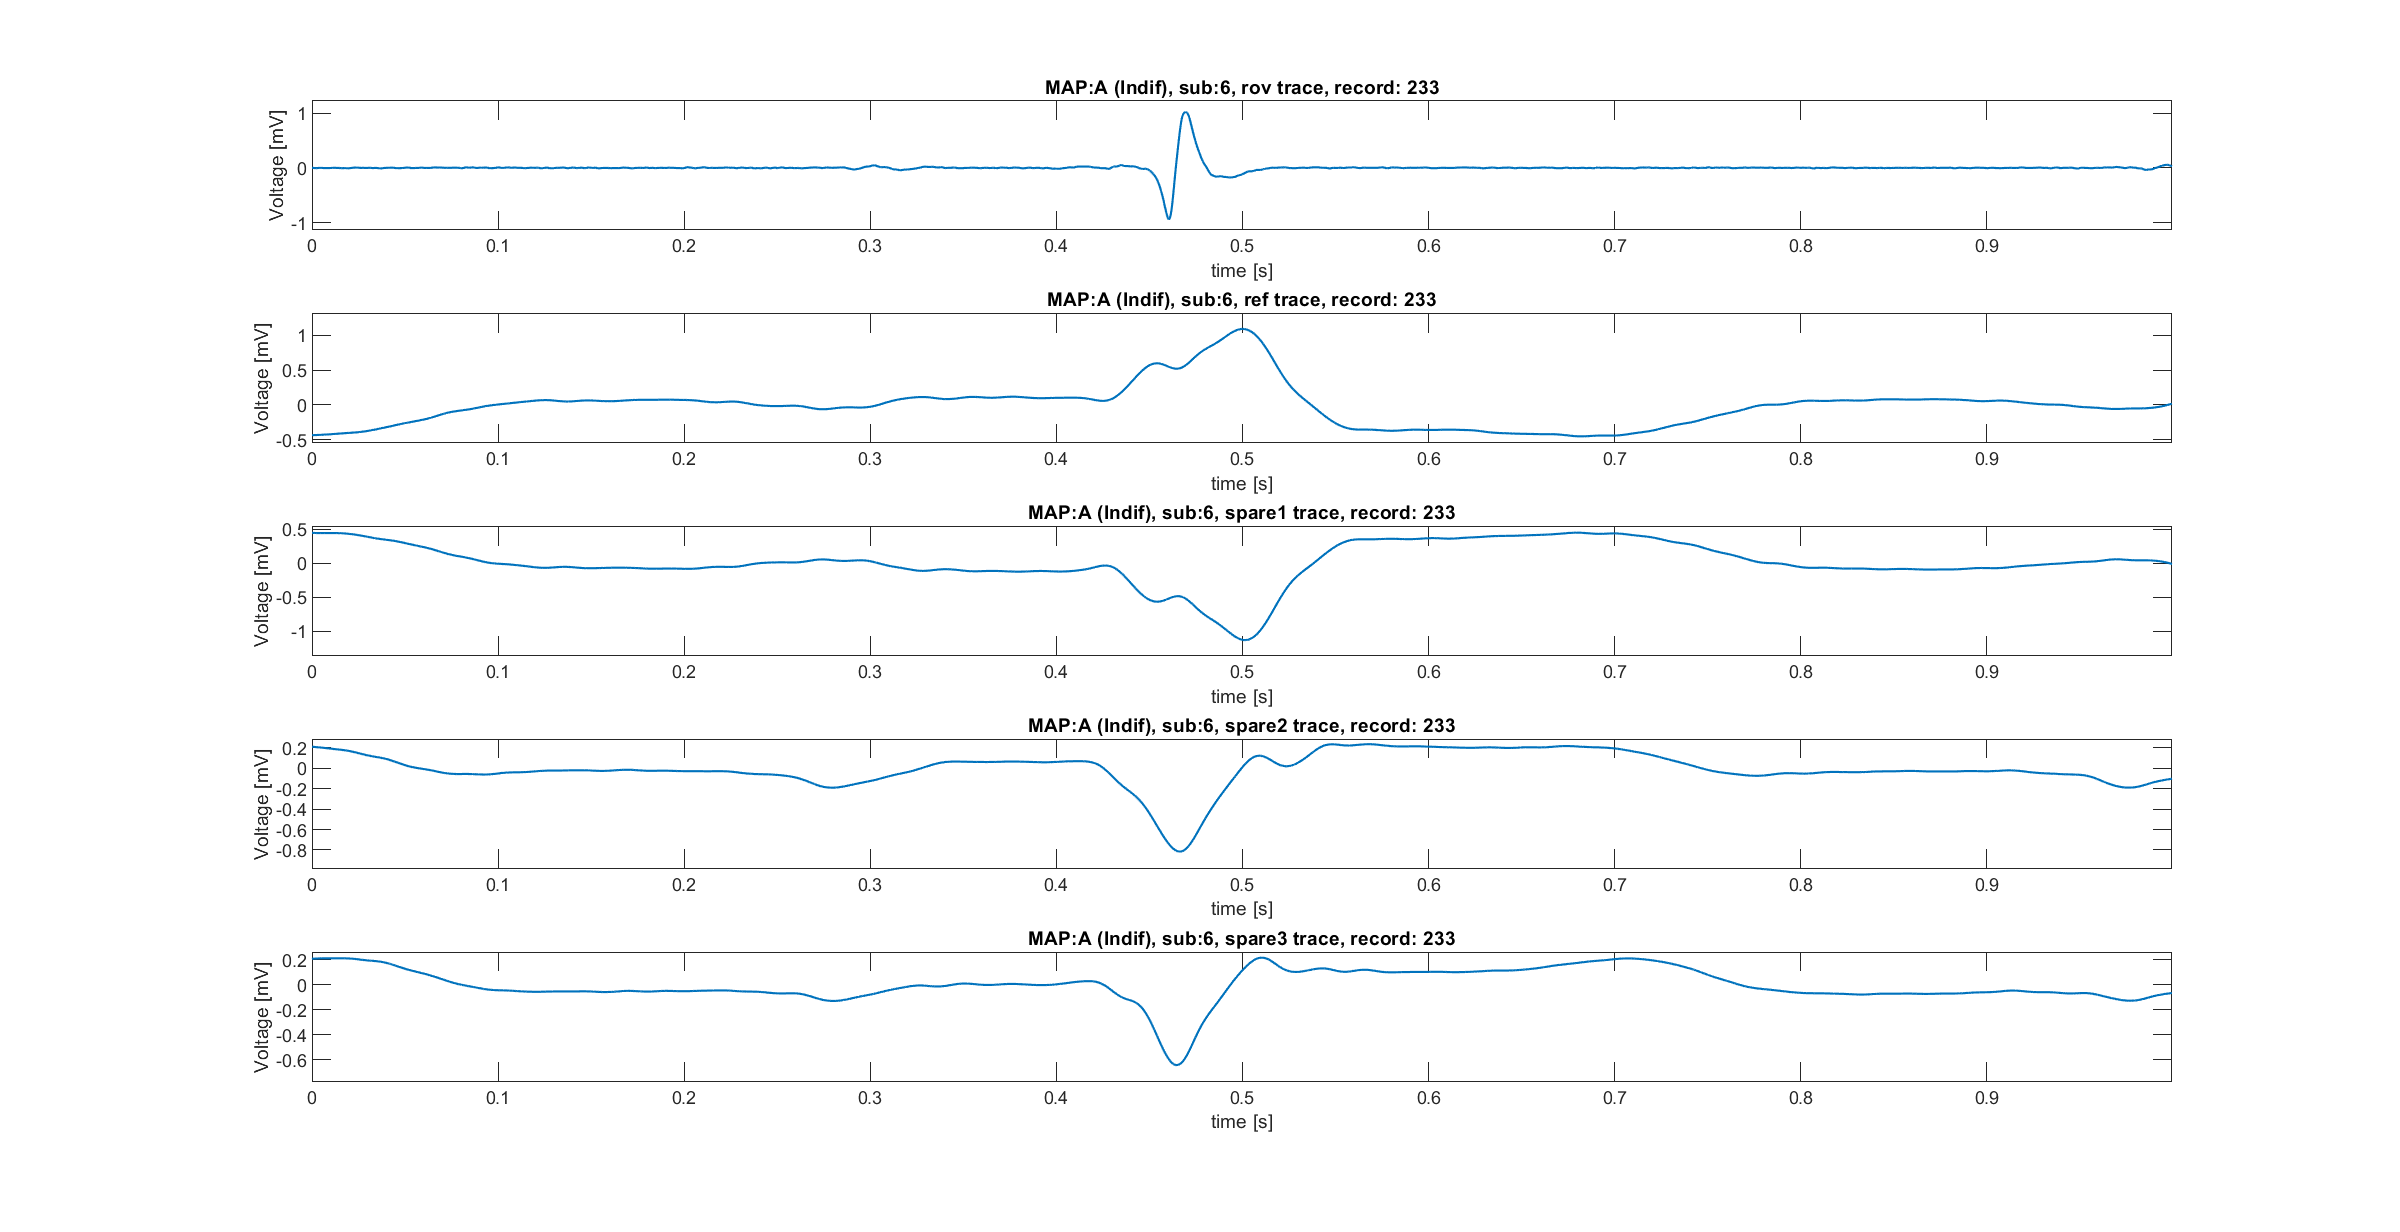 MAP:A (Indif), sub:6, rov trace, record: 233
Voltage [mV]
1
0
-1
0 0.1 0.2 0.3 0.4 0.5 0.6 0.7 0.8 0.9
time [s]
MAP:A (Indif), sub:6, ref trace, record: 233
Voltage [mV]
1
0.5
0
-0.5
0 0.1 0.2 0.3 0.4 0.5 0.6 0.7 0.8 0.9
time [s]
MAP:A (Indif), sub:6, spare1 trace, record: 233
Voltage [mV]
0.5
0
-0.5
-1
0 0.1 0.2 0.3 0.4 0.5 0.6 0.7 0.8 0.9
time [s]
MAP:A (Indif), sub:6, spare2 trace, record: 233
Voltage [mV]
0.2
0
-0.2
-0.4
-0.6
-0.8
0 0.1 0.2 0.3 0.4 0.5 0.6 0.7 0.8 0.9
time [s]
MAP:A (Indif), sub:6, spare3 trace, record: 233
Voltage [mV]
0.2
0
-0.2
-0.4
-0.6
0 0.1 0.2 0.3 0.4 0.5 0.6 0.7 0.8 0.9
time [s]